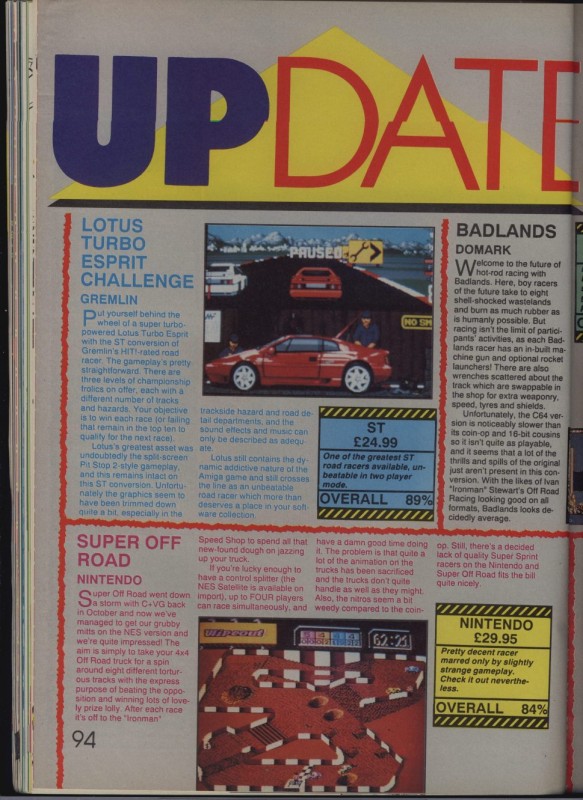 UPDATE
LOTUS
TURBO
ESPRIT
CHALLENGE
GREMLIN
Put yourself behind the
wheel of a super turbo-
powered Lotus Turbo Esprit
with the ST conversion of
Gremlin's HIT!-rated road
racer. The gameplay's pretty
straightforward. There are
three levels of championship
frolics on offer, each with a
different number of tracks
and hazards. Your objective
is to win each race (or failing
that remain in the top ten to
qualify for the next race).
Lotus's greatest asset was
undoubtedly the split-screen
Pit Stop 2-style gameplay,
and this remains intact on
this ST conversion. Unfortu-
nately the graphics seem to
have been trimmed down
quite a bit, especially in the
PAUSED
NO SM
trackside hazard and road de-
tail departments, and the
sound effects and music can
only be described as adequ-
ate.
Lotus still contains the dy-
namic addictive nature of the
Amiga game and still crosses
the line as an unbeatable
road racer which more than
deserves a place in your soft-
ware collection.
ST
£24.99
One of the greatest ST
road racers available, un-
beatable in two player
mode.
OVERALL 89%
BADLANDS
DOMARK
Welcome to the future of
hot-rod racing with
Badlands. Here, boy racers
of the future take to eight
shell-shocked wastelands
and burn as much rubber as
is humanly possible. But
racing isn't the limit of partici-
pants' activities, as each Bad-
lands racer has an in-built ma-
chine gun and optional rocket
launchers! There are also
wrenches scattered about the
track which are swappable in
the shop for extra weaponry,
speed, tyres and shields.
Unfortunately, the C64 ver-
sion is noticeably slower than
its coin-op and 16-bit cousins
so it isn't quite as playable,
and it seems that a lot of the
thrills and spills of the original
just aren't present in this con-
version. With the likes of Ivan
"Ironman" Stewart's Off Road
Racing looking good on all
formats, Badlands looks de-
cidedly average.
SUPER OFF
ROAD
NINTENDO
Super Off Road went down
a storm with C+VG back
in October and now we've
managed to get our grubby
mitts on the NES version and
we're quite impressed! The
aim is simply to take your 4x4
Off Road truck for a spin
around eight different tortur-
ous tracks with the express
purpose of beating the oppo-
sition and winning lots of love-
ly prize lolly. After each race
it's off to the "Ironman"
Speed Shop to spend all that
new-found dough on jazzing
up your truck.
If you're lucky enough to
have a control splitter (the
NES Satellite is available on
import), up to FOUR players
can race simultaneously, and
have a damn good time doing
it. The problem is that quite a
lot of the animation on the
trucks has been sacrificed
and the trucks don't quite
handle as well as they might.
Also, the nitros seem a bit
weedy compared to the coin-
op. Still, there's a decided
lack of quality Super Sprint
racers on the Nintendo and
Super Off Road fits the bill
quite nicely.
Wipeout
NINTENDO
£29.95
Pretty decent racer
marred only by slightly
strange gameplay.
Check it out neverthe-
less.
OVERALL 84%
94